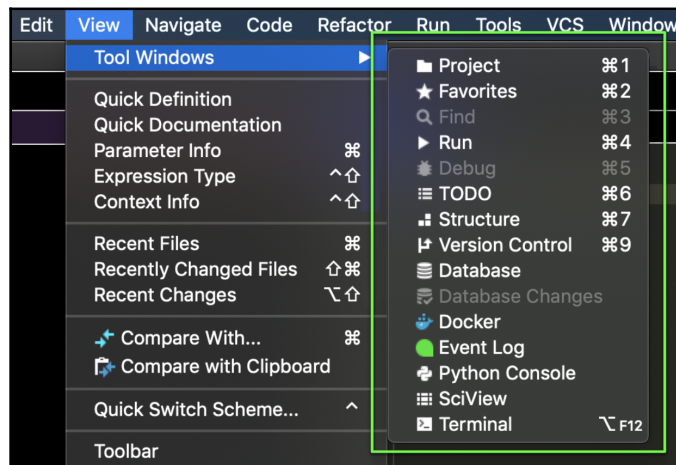 Edit View Navigate Code Refactor Run Tools VCS Window
Tool Windows ▶
Quick Definition
Quick Documentation
Parameter Info ⌘
Expression Type ^⇧
Context Info ^⇧
Recent Files ⌘
Recently Changed Files ⇧⌘
Recent Changes ⌥⇧
Compare With... ⌘
Compare with Clipboard
Quick Switch Scheme... ^
Toolbar
Project ⌘1
Favorites ⌘2
Find ⌘3
Run ⌘4
Debug ⌘5
TODO ⌘6
Structure ⌘7
Version Control ⌘9
Database
Database Changes
Docker
Event Log
Python Console
SciView
Terminal ⌥F12